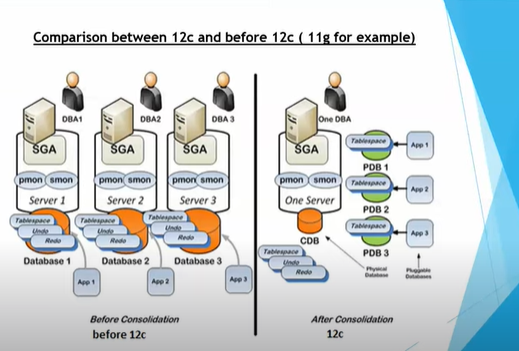 Comparison between 12c and before 12c ( 11g for example)
DBA1
DBA2
DBA 3
SGA
SGA
SGA
pmon smon
pmon smon
pmon smon
Server 1
Server 2
Server 3
Tablespace
Undo
Redo
Tablespace
Undo
Redo
Tablespace
Undo
Redo
Database 1
Database 2
Database 3
App 1
App 2
App 3
Before Consolidation
before 12c
One DBA
SGA
pmon smon
One Server
CDB
Tablespace
Undo
Redo
Tablespace
App 1
PDB 1
Tablespace
App 2
PDB 2
Tablespace
App 3
PDB 3
Physical
Database
Pluggable
Databases
After Consolidation
12c